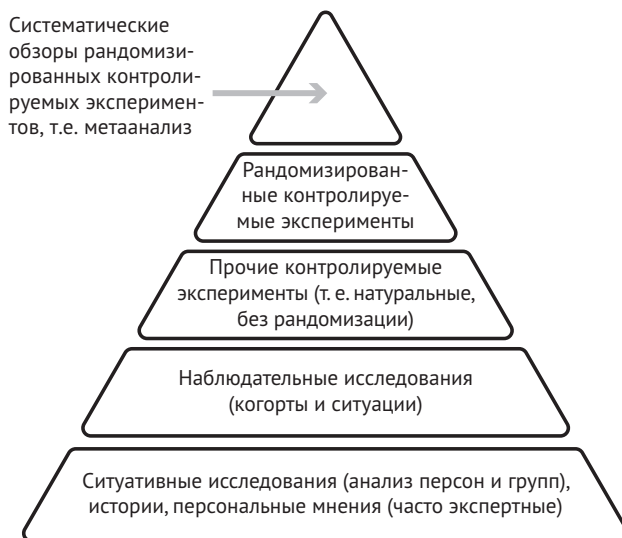 Систематические
обзоры рандомизи-
рованных контроли-
руемых эксперимен-
тов, т.е. метаанализ
Рандомизирован-
ные контролируе-
мые эксперименты
Прочие контролируемые
эксперименты (т. е. натуральные,
без рандомизации)
Наблюдательные исследования
(когорты и ситуации)
Ситуативные исследования (анализ персон и групп),
истории, персональные мнения (часто экспертные)